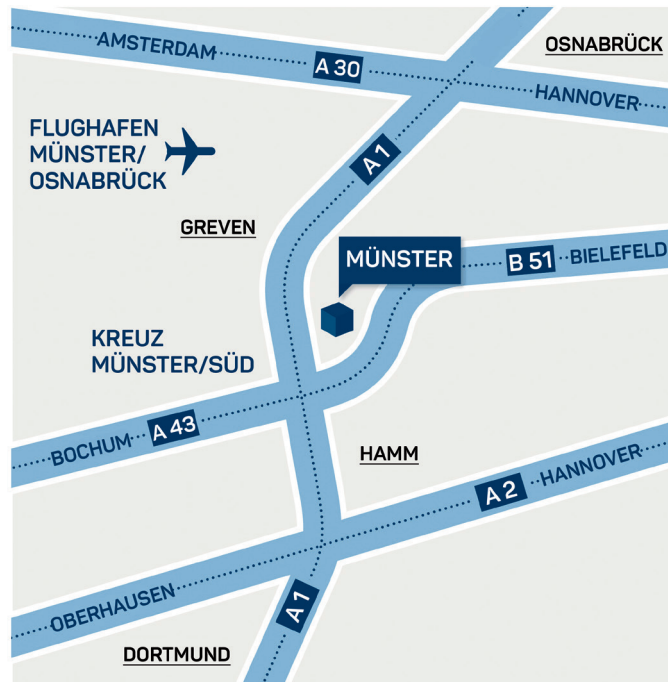 OSNABRÜCK
AMSTERDAM
A 30
HANNOVER
FLUGHAFEN
MÜNSTER/
OSNABRÜCK
A 1
GREVEN
MÜNSTER
B 51
BIELEFELD
KREUZ
MÜNSTER/SÜD
A 43
BOCHUM
HAMM
HANNOVER
A 2
OBERHAUSEN
A 1
DORTMUND